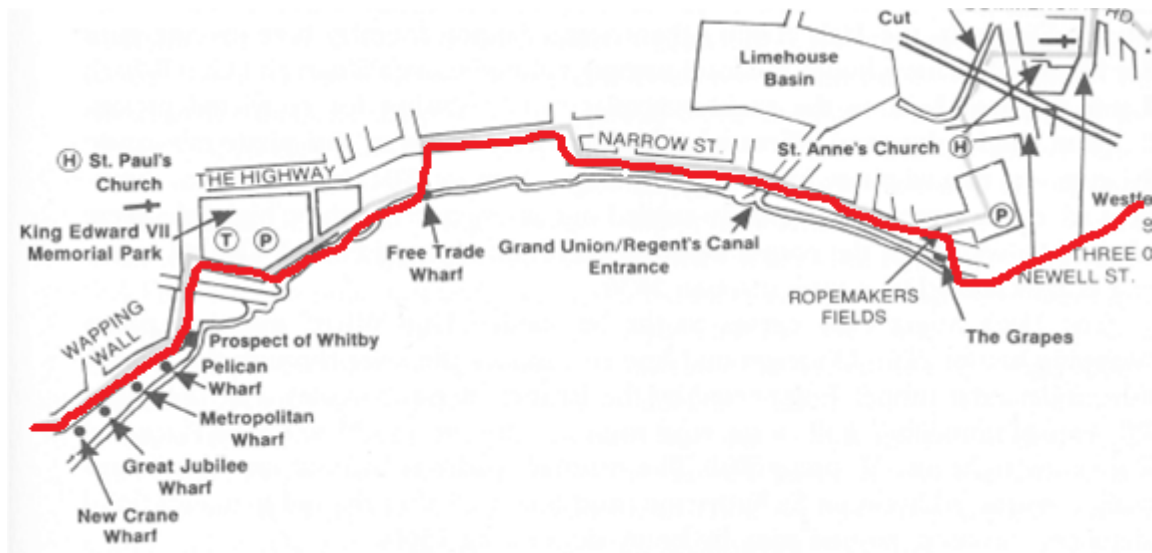 Cut
RD.
Limehouse
Basin
NARROW ST.
St. Anne's Church H
H St. Paul's
Church
THE HIGHWAY
King Edward VII
Memorial Park
T P
P
Free Trade
Wharf
Grand Union/Regent's Canal
Entrance
THREE
NEWELL ST.
ROPEMAKERS
FIELDS
The Grapes
WAPPING
WALL
Prospect of Whitby
Pelican
Wharf
Metropolitan
Wharf
Great Jubilee
Wharf
New Crane
Wharf